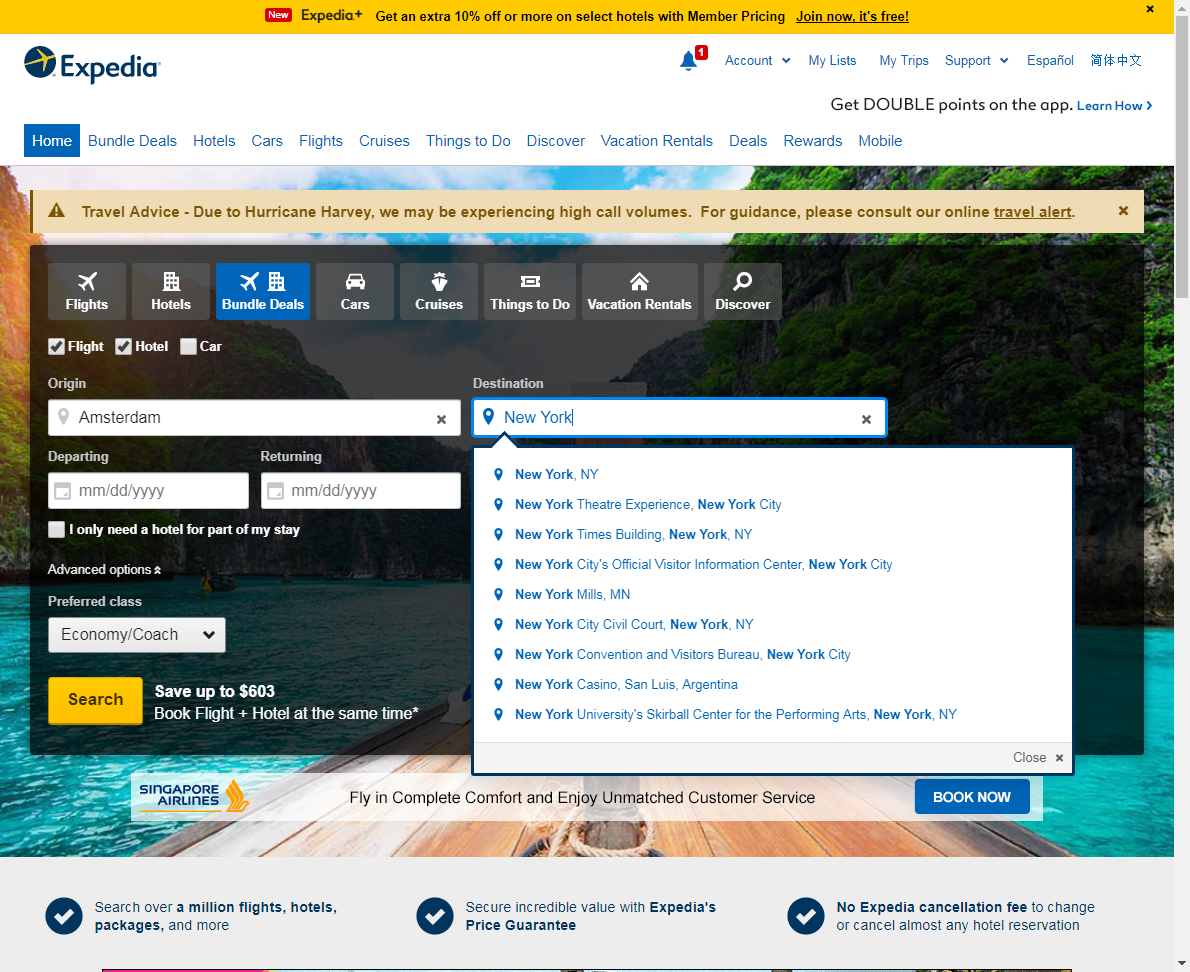 New Expedia+ Get an extra 10% off or more on select hotels with Member Pricing Join now, it's free!
Expedia
1 Account My Lists My Trips Support Español 简体中文
Get DOUBLE points on the app. Learn How
Home Bundle Deals Hotels Cars Flights Cruises Things to Do Discover Vacation Rentals Deals Rewards Mobile
Travel Advice - Due to Hurricane Harvey, we may be experiencing high call volumes. For guidance, please consult our online travel alert.
Flights Hotels Bundle Deals Cars Cruises Things to Do Vacation Rentals Discover
Flight Hotel Car
Origin Destination
Amsterdam New York
Departing Returning
mm/dd/yyyy mm/dd/yyyy
I only need a hotel for part of my stay
Advanced options
Preferred class
Economy/Coach
Search Save up to $603
Book Flight + Hotel at the same time*
New York, NY
New York Theatre Experience, New York City
New York Times Building, New York, NY
New York City's Official Visitor Information Center, New York City
New York Mills, MN
New York City Civil Court, New York, NY
New York Convention and Visitors Bureau, New York City
New York Casino, San Luis, Argentina
New York University's Skirball Center for the Performing Arts, New York, NY
Close
SINGAPORE AIRLINES Fly in Complete Comfort and Enjoy Unmatched Customer Service BOOK NOW
Search over a million flights, hotels,
packages, and more
Secure incredible value with Expedia's
Price Guarantee
No Expedia cancellation fee to change
or cancel almost any hotel reservation